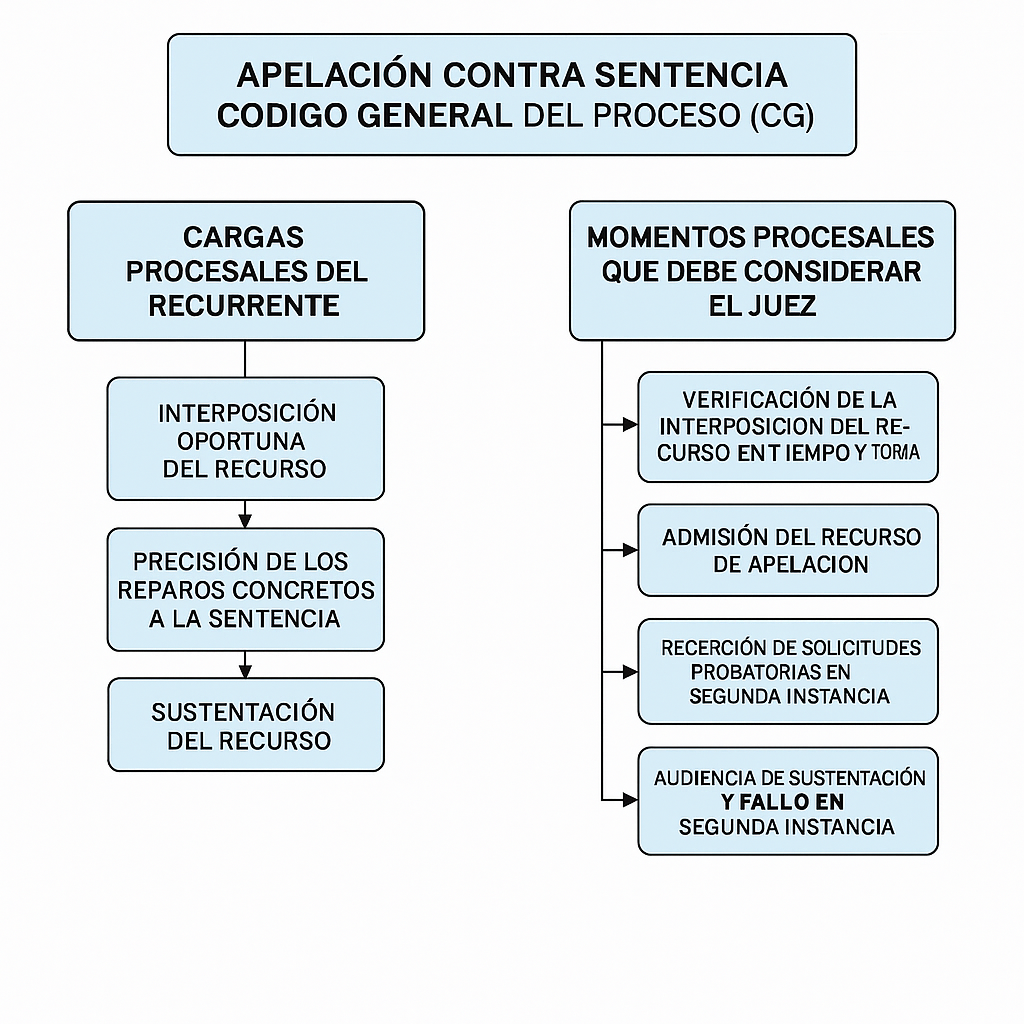 APELACIÓN CONTRA SENTENCIA
CODIGO GENERAL DEL PROCESO (CG)
CARGAS
PROCESALES DEL
RECURRENTE
INTERPOSICIÓN
OPORTUNA
DEL RECURSO
PRECISIÓN DE LOS
REPAROS CONCRETOS
A LA SENTENCIA
SUSTENTACIÓN
DEL RECURSO
MOMENTOS PROCESALES
QUE DEBE CONSIDERAR
EL JUEZ
VERIFICACIÓN DE LA
INTERPOSICION DEL RE-
CURSO ENT IEMPO Y
ADMISIÓN DEL RECURSO
DE APELACION
RECERCIÓN DE SOLICITUDES
PROBATORIAS EN
SEGUNDA INSTANCIA
AUDIENCIA DE SUSTENTACIÓN
Y FALLO EN
SEGUNDA INSTANCIA